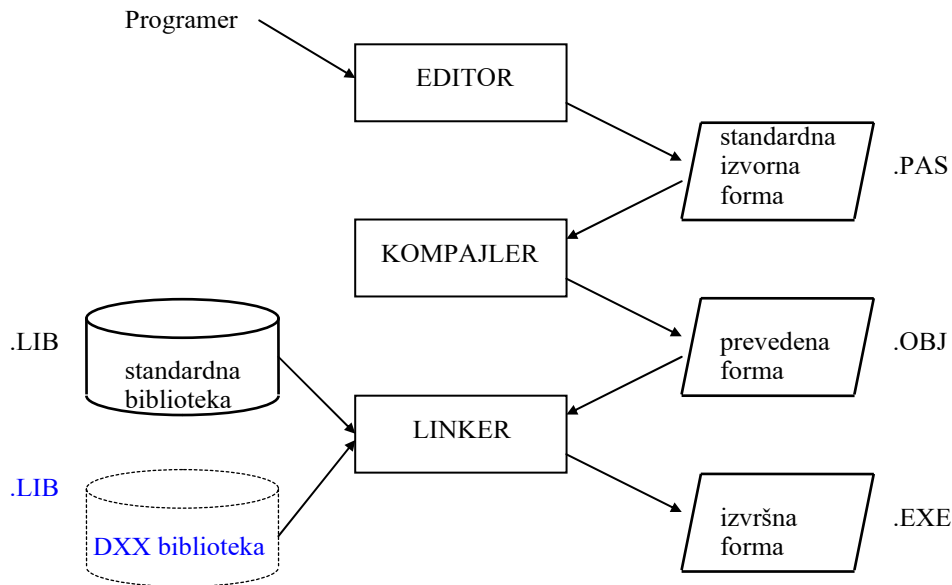 Programer
EDITOR
standardna
izvorna
forma
.PAS
KOMPAJLER
.LIB
standardna
biblioteka
prevedena
forma
.OBJ
LINKER
.LIB
DXX biblioteka
izvršna
forma
.EXE